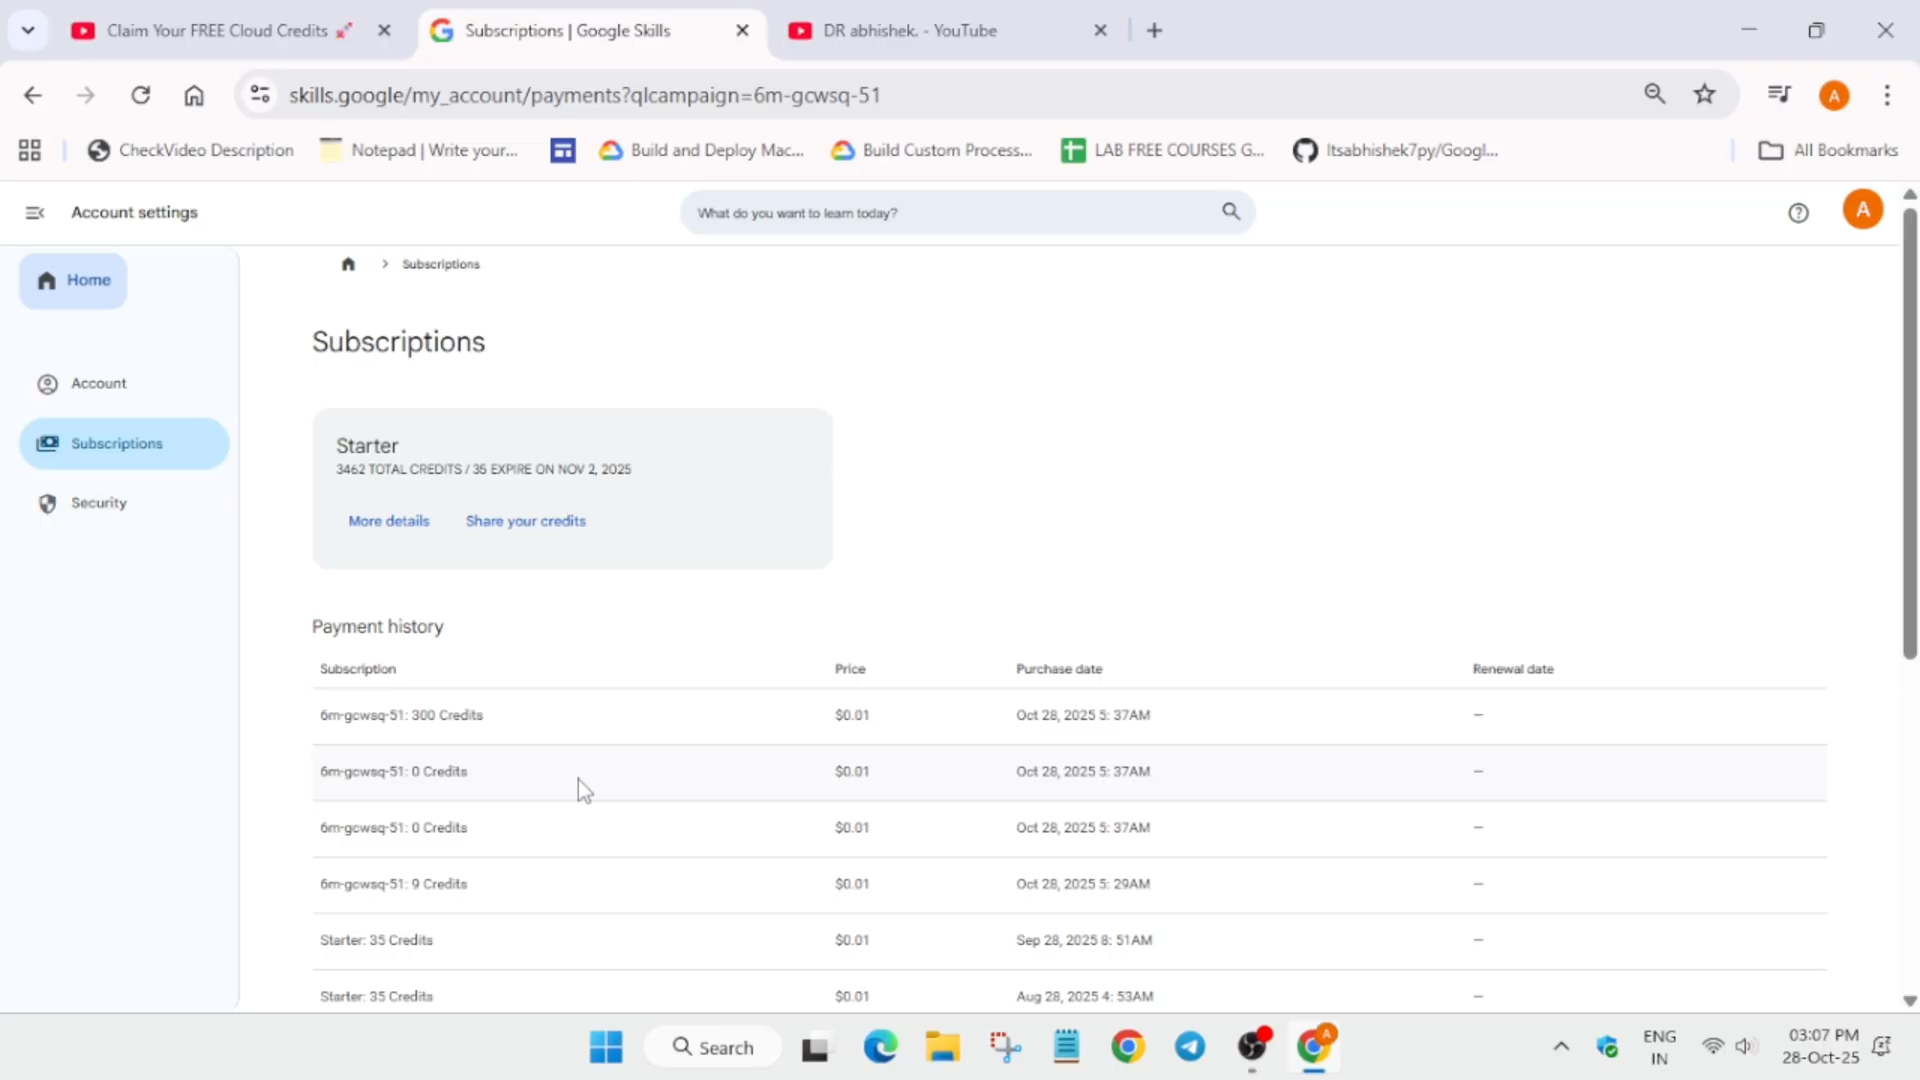 Claim Your FREE Cloud Credits 🚀
Subscriptions | Google Skills
DR abhishek. - YouTube
skills.google/my_account/payments?qlcampaign=6m-gcwsq-51
A
CheckVideo Description
Notepad | Write your...
Build and Deploy Mac...
Build Custom Process...
LAB FREE COURSES G...
Itsabhishek7py/Googl...
All Bookmarks
Account settings
What do you want to learn today?
A
Home
Subscriptions
Subscriptions
Account
Subscriptions
Security
Starter
3462 TOTAL CREDITS / 35 EXPIRE ON NOV 2, 2025
More details
Share your credits
Payment history
Subscription Price Purchase date Renewal date
6m-gcwsq-51: 300 Credits $0.01 Oct 28, 2025 5: 37AM –
6m-gcwsq-51: 0 Credits $0.01 Oct 28, 2025 5: 37AM –
6m-gcwsq-51: 0 Credits $0.01 Oct 28, 2025 5: 37AM –
6m-gcwsq-51: 9 Credits $0.01 Oct 28, 2025 5: 29AM –
Starter: 35 Credits $0.01 Sep 28, 2025 8: 51AM –
Starter: 35 Credits $0.01 Aug 28, 2025 4: 53AM –
Search
A
ENG
IN
03:07 PM
28-Oct-25